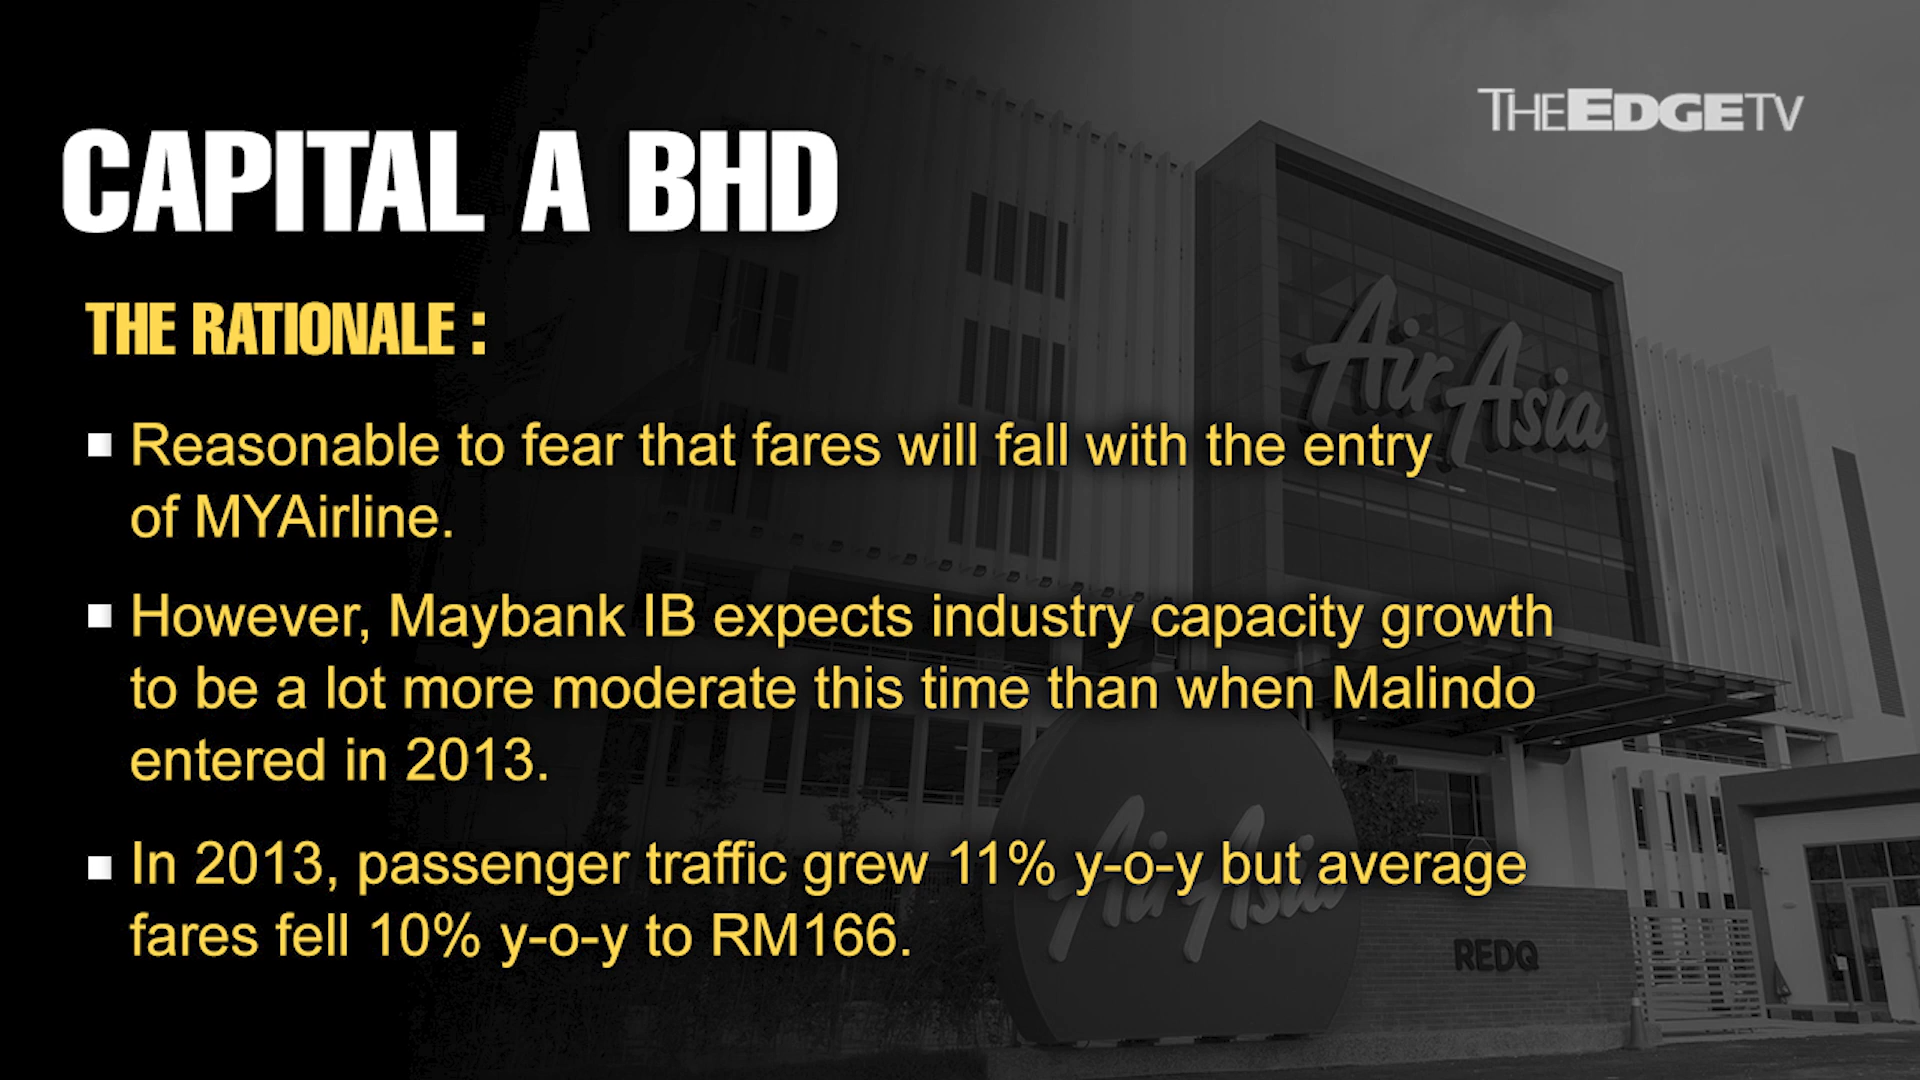 THEEDGETV
CAPITAL A BHD
THE RATIONALE :
Reasonable to fear that fares will fall with the entry
of MYAirline.
However, Maybank IB expects industry capacity growth
to be a lot more moderate this time than when Malindo
entered in 2013.
In 2013, passenger traffic grew 11% y-o-y but average
fares fell 10% y-o-y to RM166.
AirAsia
AirAsia
REDQ